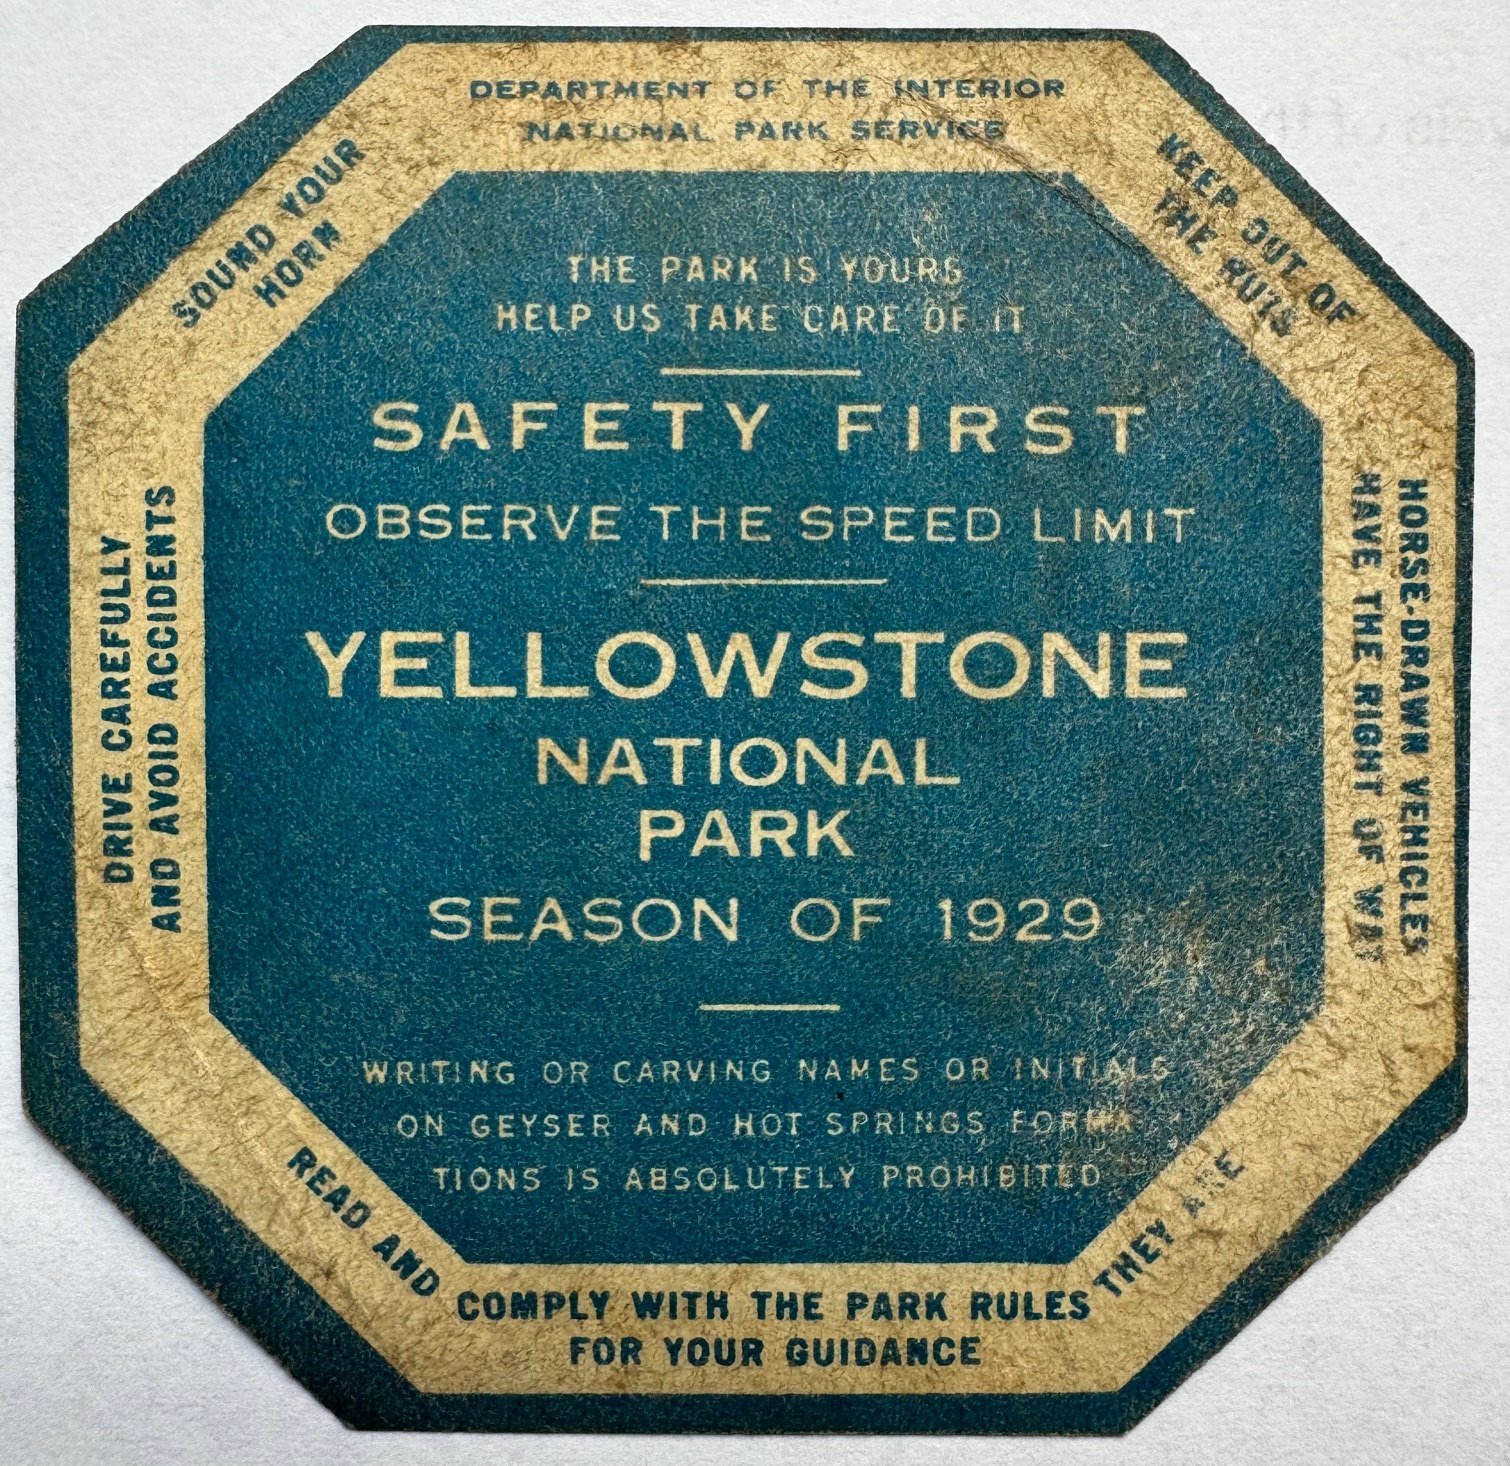 DEPARTMENT OF THE INTERIOR
NATIONAL PARK SERVICE
SOUND YOUR
HORN
KEEP OUT OF
THE RUTS
THE PARK IS YOURS
HELP US TAKE CARE OF IT
SAFETY FIRST
OBSERVE THE SPEED LIMIT
YELLOWSTONE
NATIONAL
PARK
SEASON OF 1929
WRITING OR CARVING NAMES OR INITIALS
ON GEYSER AND HOT SPRINGS FORMA
TIONS IS ABSOLUTELY PROHIBITED
DRIVE CAREFULLY
AND AVOID ACCIDENTS
HORSE-DRAWN VEHICLES
HAVE THE RIGHT OF WAY
READ AND
COMPLY WITH THE PARK RULES
THEY ARE
FOR YOUR GUIDANCE